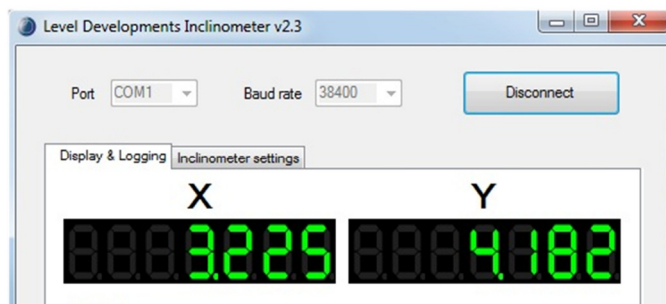 Level Developments Inclinometer v2.3
Port COM1 Baud rate 38400 Disconnect
Display & Logging Inclinometer settings
X Y
3.225 4.182